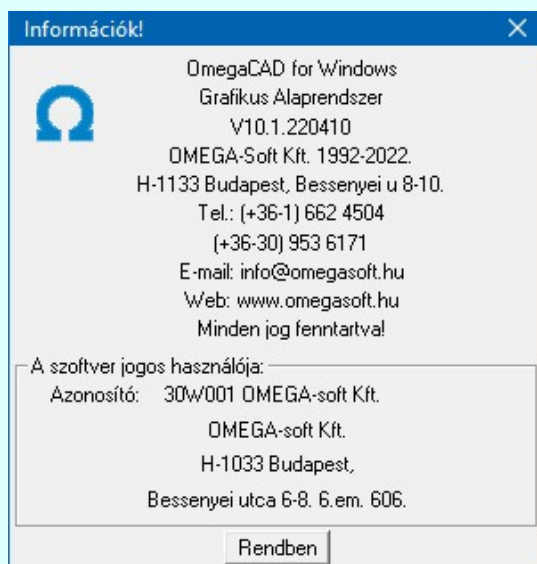 Információk!
OmegaCAD for Windows
Grafikus Alaprendszer
V10.1.220410
OMEGA-Soft Kft. 1992-2022.
H-1133 Budapest, Bessenyei u 8-10.
Tel.: (+36-1) 662 4504
(+36-30) 953 6171
E-mail: info@omegasoft.hu
Web: www.omegasoft.hu
Minden jog fenntartva!
A szoftver jogos használója:
Azonosító: 30W001 OMEGA-soft Kft.
OMEGA-soft Kft.
H-1033 Budapest,
Bessenyei utca 6-8. 6.em. 606.
Rendben